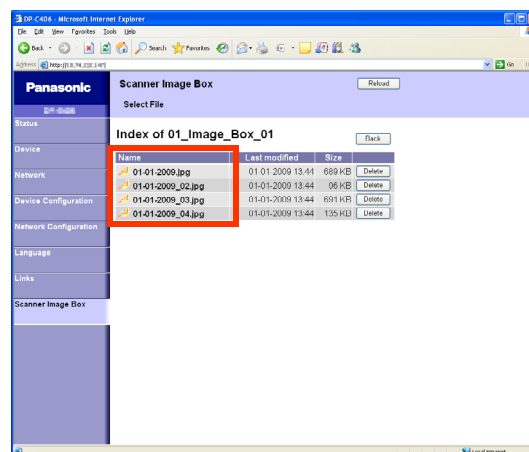 DP-C406 - Microsoft Internet Explorer
File Edit View Favorites Tools Help
Back Search Favorites
Address Go
Panasonic
Scanner Image Box
Reload
Select File
Status
Index of 01_Image_Box_01
Back
Device
Name Last modified Size
01-01-2009.jpg 01-01-2009 13:44 689 KB Delete
01-01-2009_02.jpg 01-01-2009 13:44 96 KB Delete
01-01-2009_03.jpg 01-01-2009 13:44 691 KB Delete
01-01-2009_04.jpg 01-01-2009 13:44 135 KB Delete
Network
Device Configuration
Network Configuration
Language
Links
Scanner Image Box
Local intranet